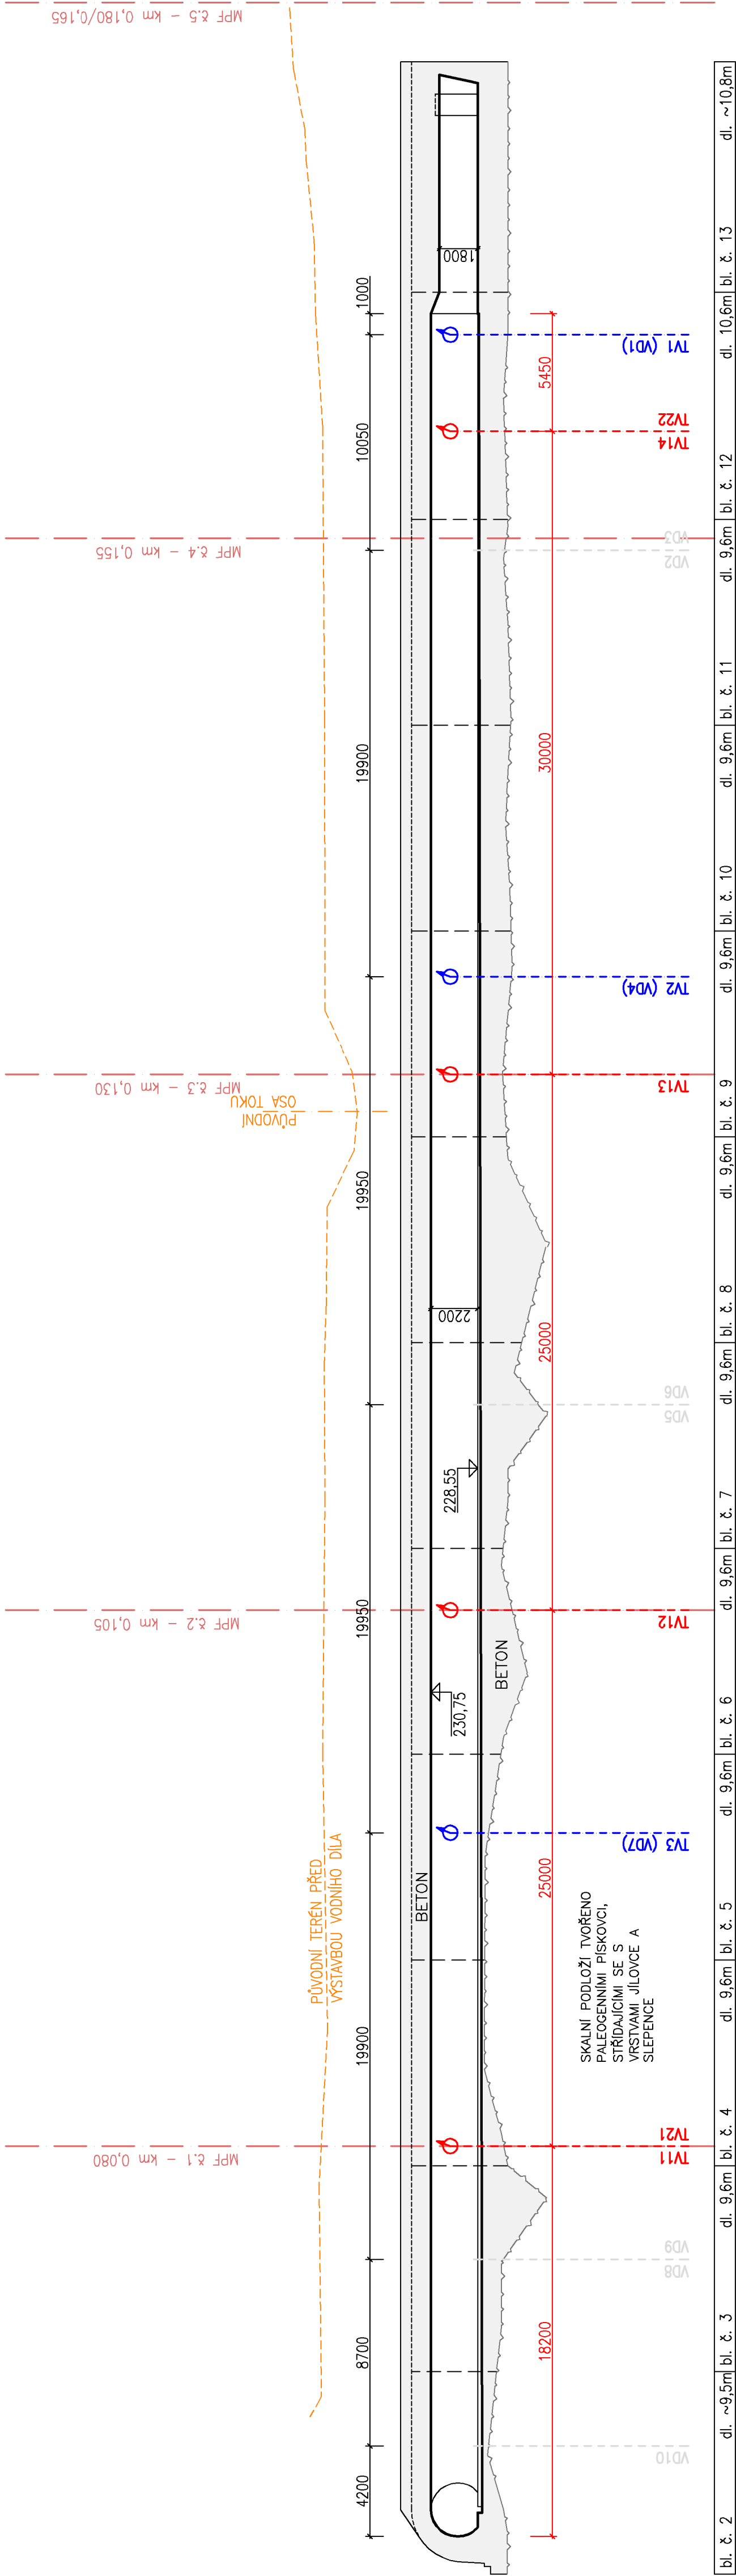 MPF č.5 – km 0,180/0,165
MPF č.4 – km 0,155
MPF č.3 – km 0,130
MPF č.2 – km 0,105
MPF č.1 – km 0,080
PŮVODNÍ
OSA TOKU
PŮVODNÍ TERÉN PŘED
VÝSTAVBOU VODNÍHO DÍLA
4200
8700
19900
19950
19950
19900
10050
1000
BETON
230,75
228,55
2200
1800
BETON
18200
25000
25000
30000
5450
SKALNÍ PODLOŽÍ TVOŘENO
PALEOGENNÍMI PÍSKOVCI,
STŘÍDAJÍCÍMI SE S
VRSTVAMI JÍLOVCE A
SLEPENCE
VD10
VD9
VD8
TV21
TV11
TV3 (VD7)
TV12
VD6
VD5
TV13
TV2 (VD4)
VD3
VD2
TV22
TV14
TV1 (VD1)
bl. č. 2 dl. ~9,5m
bl. č. 3 dl. 9,6m
bl. č. 4 dl. 9,6m
bl. č. 5 dl. 9,6m
bl. č. 6 dl. 9,6m
bl. č. 7 dl. 9,6m
bl. č. 8 dl. 9,6m
bl. č. 9 dl. 9,6m
bl. č. 10 dl. 9,6m
bl. č. 11 dl. 9,6m
bl. č. 12 dl. 10,6m
bl. č. 13 dl. ~10,8m